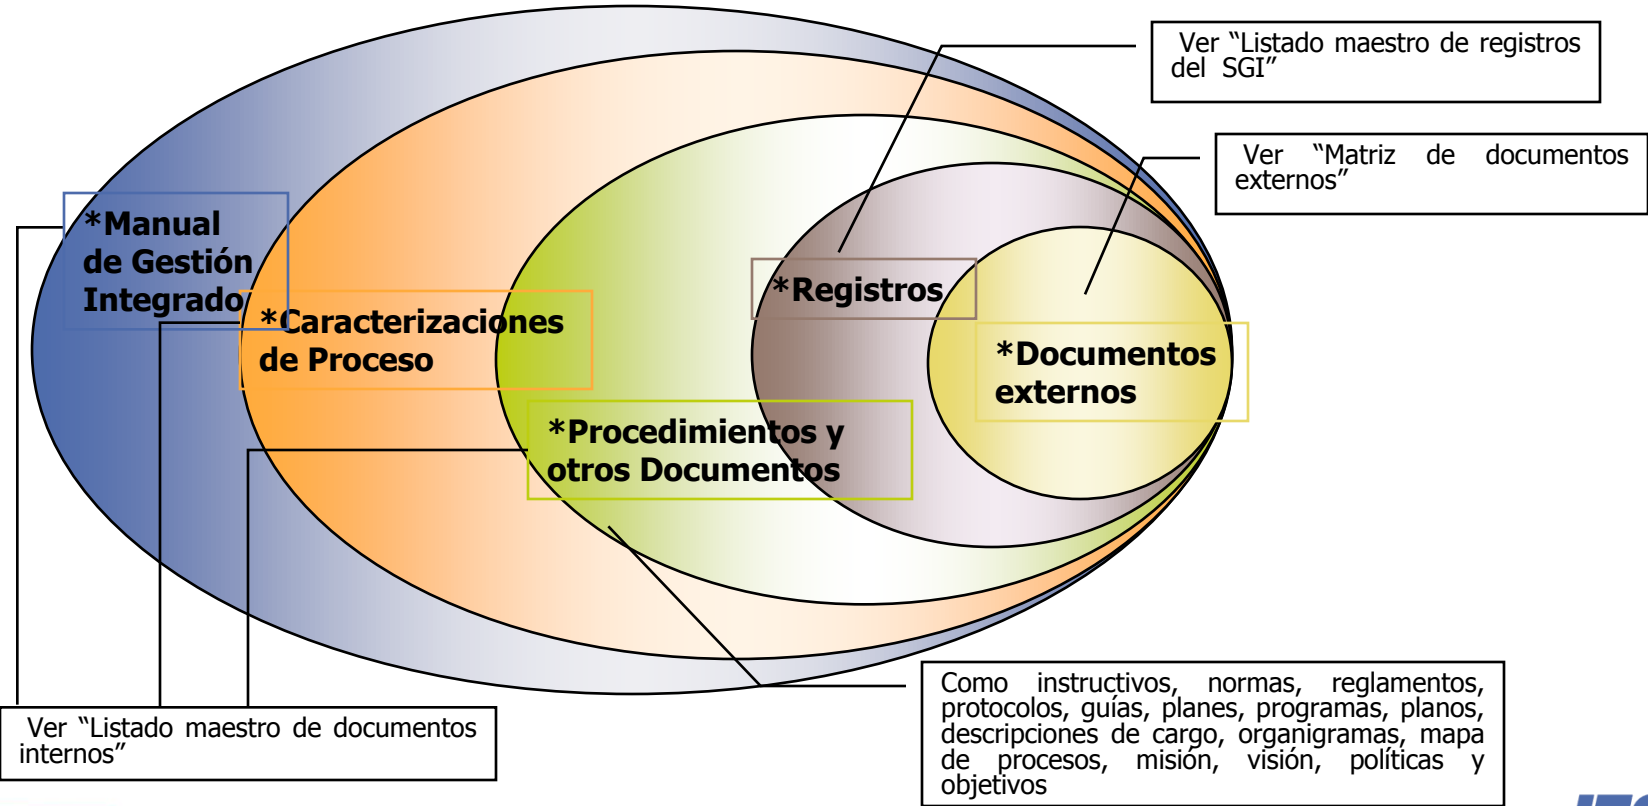 Ver “Listado maestro de registros
del SGI”
Ver “Matriz de documentos
externos”
*Manual
de Gestión
Integrado
*Caracterizaciones
de Proceso
*Registros
*Documentos
externos
*Procedimientos y
otros Documentos
Ver “Listado maestro de documentos
internos”
Como instructivos, normas, reglamentos,
protocolos, guías, planes, programas, planos,
descripciones de cargo, organigramas, mapa
de procesos, misión, visión, políticas y
objetivos